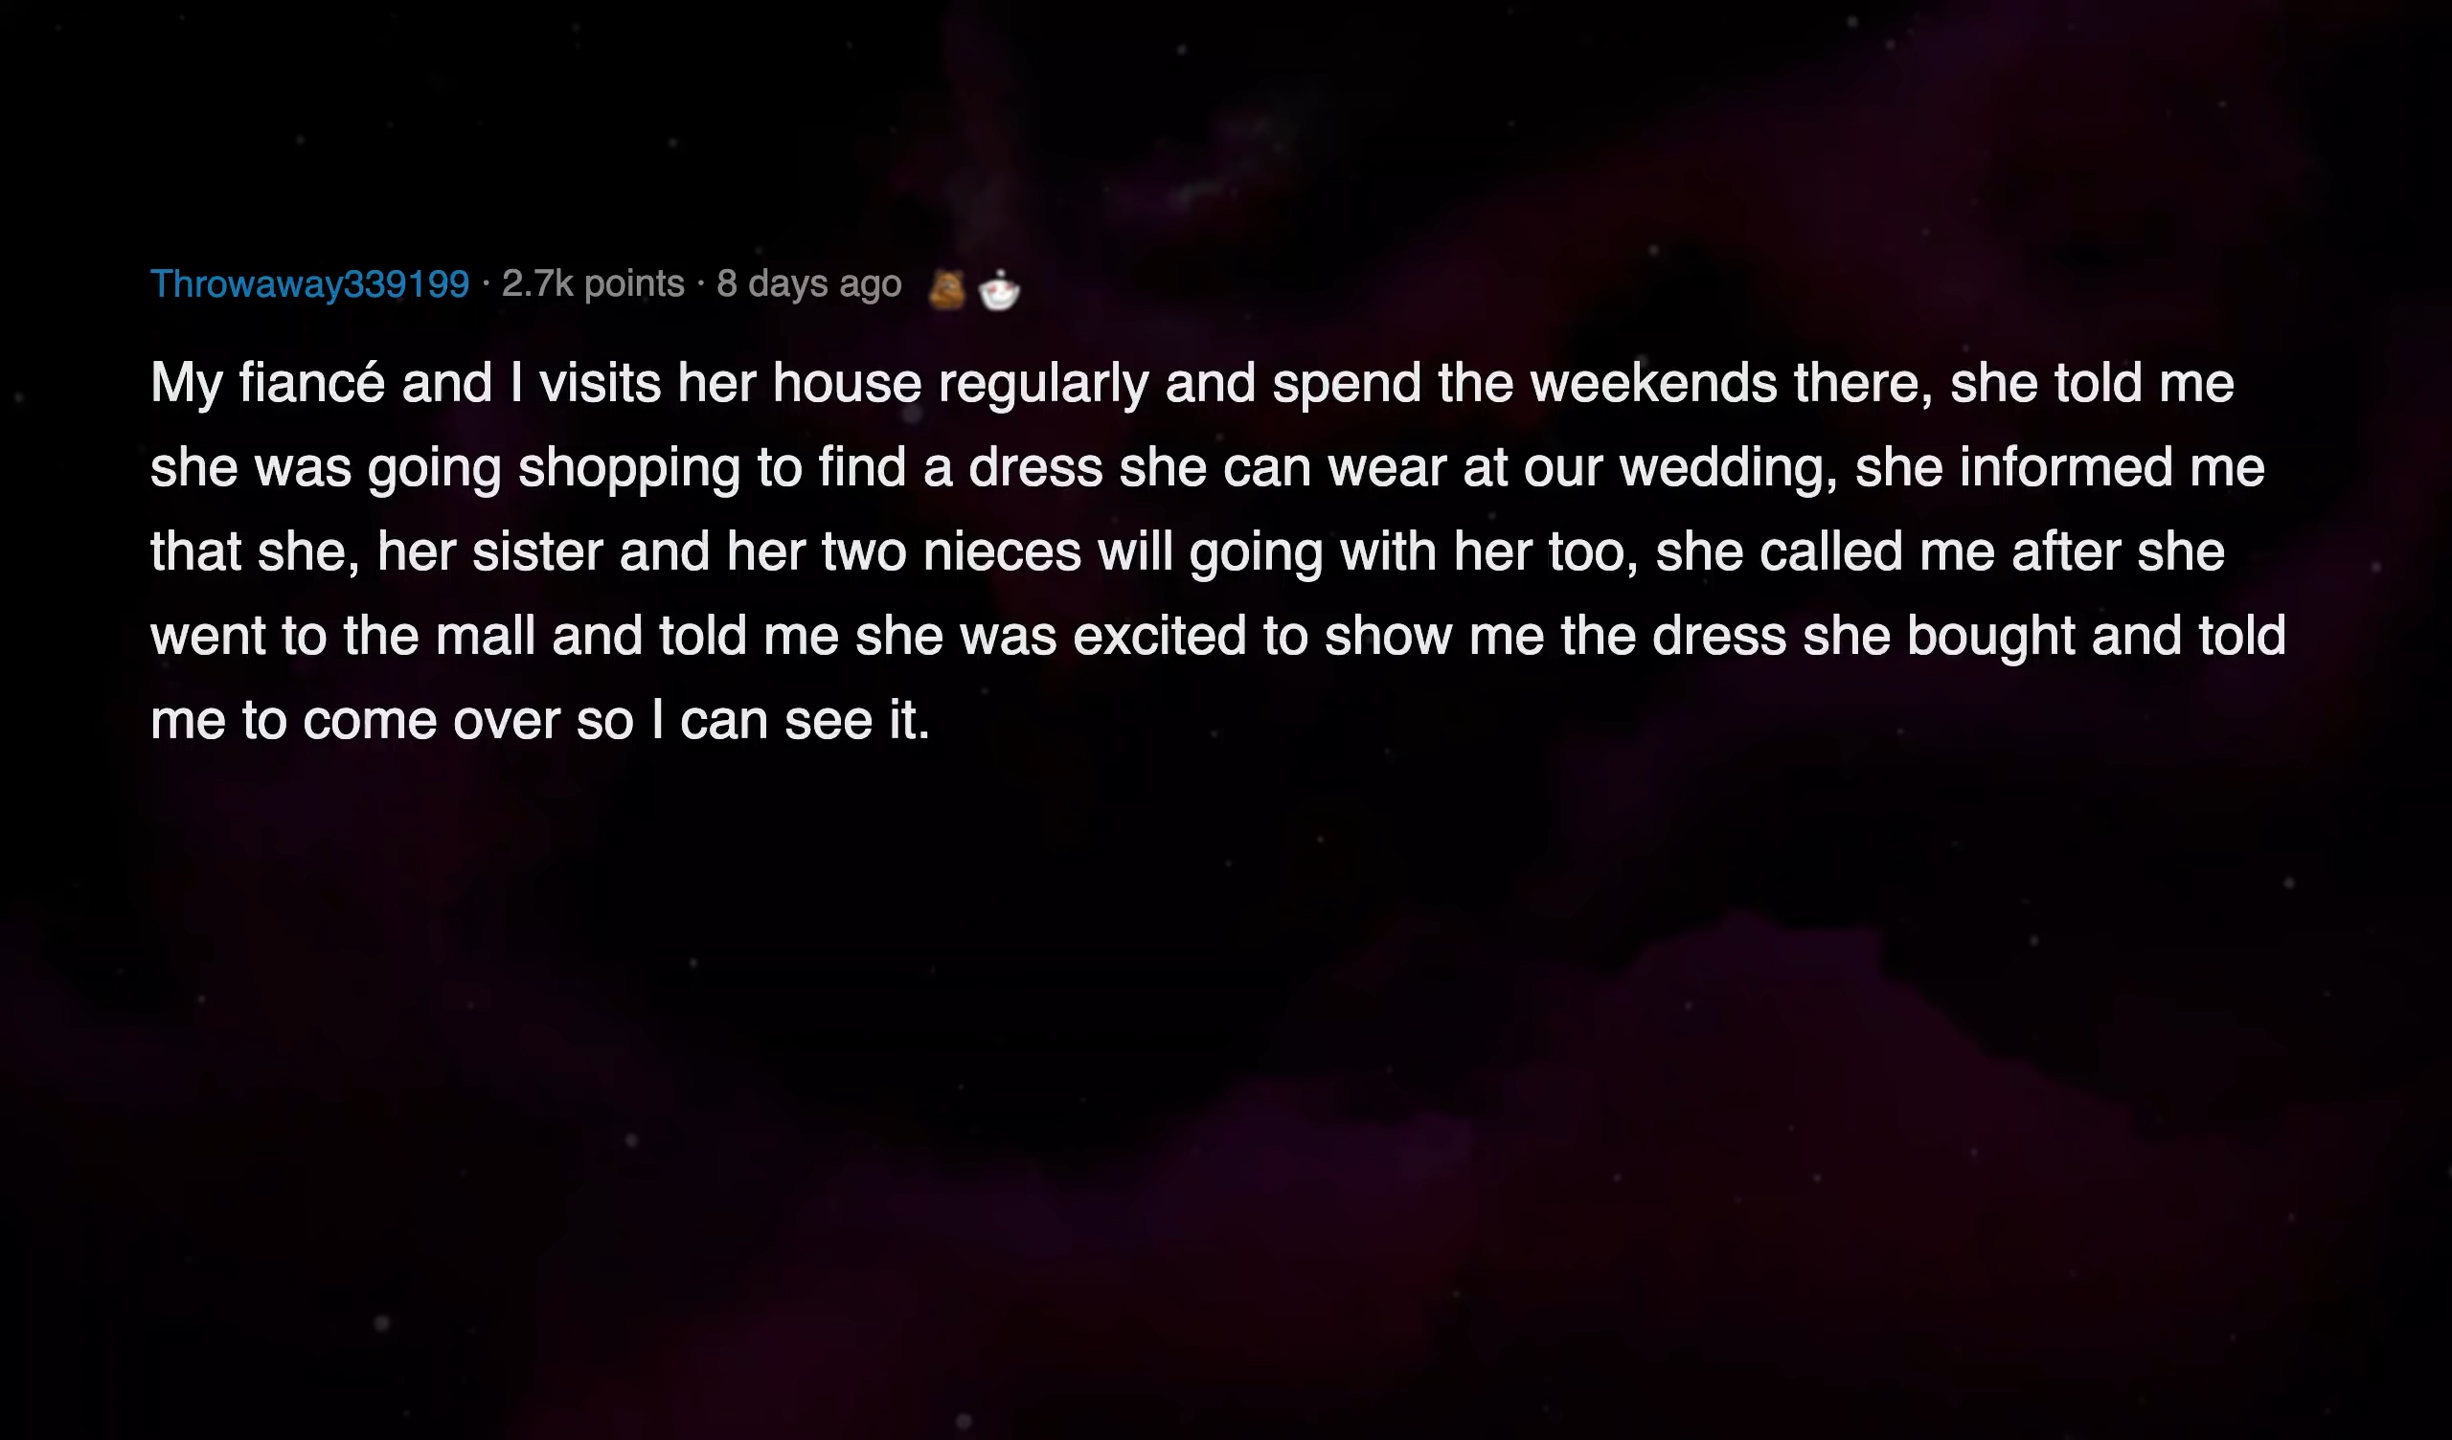 Throwaway339199 · 2.7k points · 8 days ago
My fiancé and I visits her house regularly and spend the weekends there, she told me
she was going shopping to find a dress she can wear at our wedding, she informed me
that she, her sister and her two nieces will going with her too, she called me after she
went to the mall and told me she was excited to show me the dress she bought and told
me to come over so I can see it.